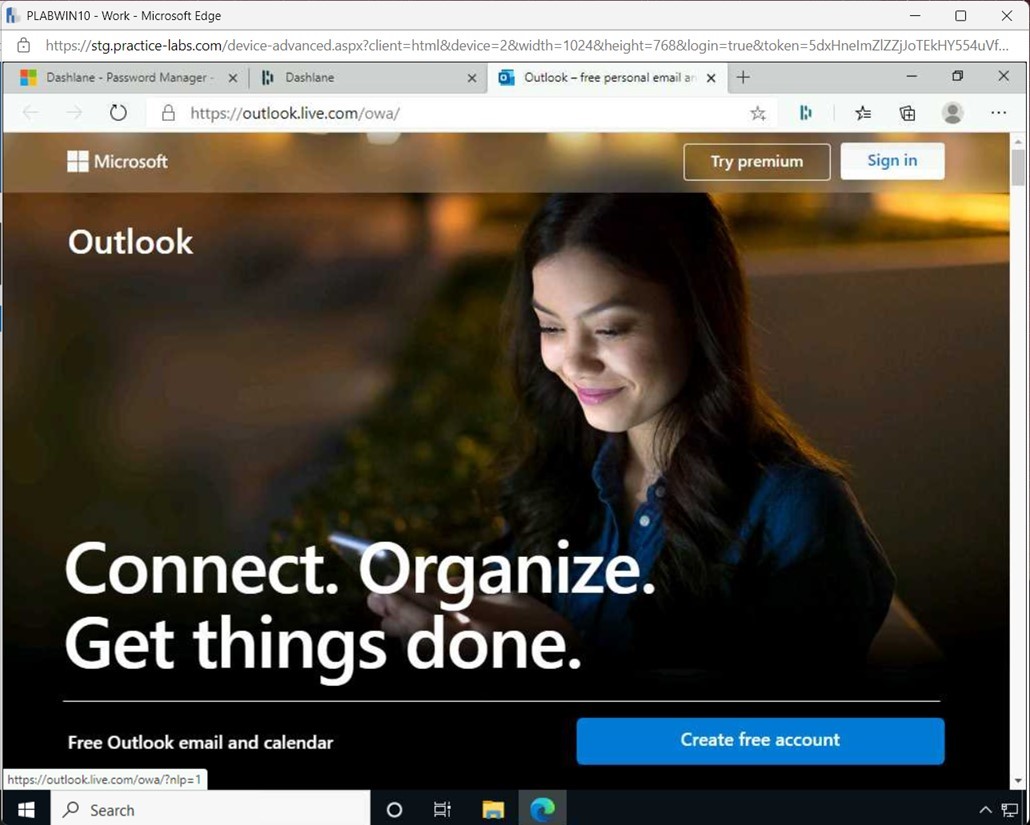 PLABWIN10 - Work - Microsoft Edge
https://stg.practice-labs.com/device-advanced.aspx?client=html&device=2&width=1024&height=768&login=true&token=5dxHneImZlZZjJoTEkHY554uVf...
Dashlane - Password Manager - Dashlane Outlook – free personal email an
https://outlook.live.com/owa/
Microsoft Try premium Sign in
Outlook
Connect. Organize.
Get things done.
Free Outlook email and calendar Create free account
https://outlook.live.com/owa/?nlp=1
Search